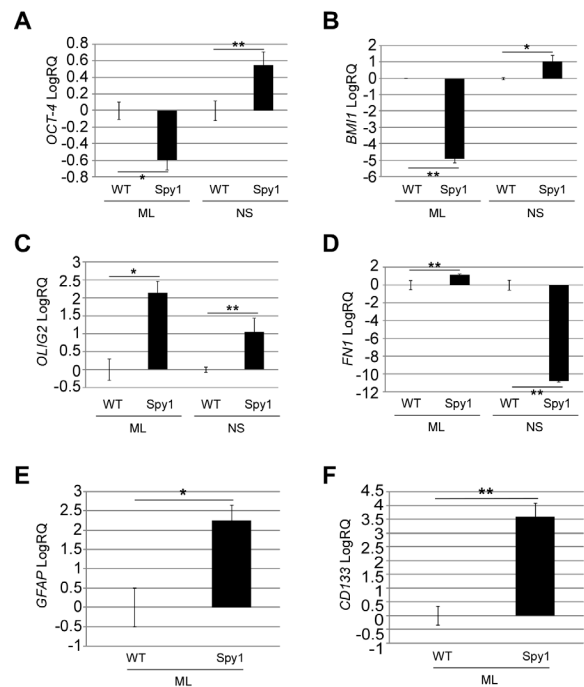 A
OCT-4 LogRQ
0.8
0.6
0.4
0.2
0
-0.2
-0.4
-0.6
-0.8
**
*
WT Spy1 WT Spy1
ML NS
B
BMI1 LogRQ
2
1
0
-1
-2
-3
-4
-5
-6
*
**
WT Spy1 WT Spy1
ML NS
C
OLIG2 LogRQ
3
2.5
2
1.5
1
0.5
0
-0.5
*
**
WT Spy1 WT Spy1
ML NS
D
FN1 LogRQ
2
0
-2
-4
-6
-8
-10
-12
**
**
WT Spy1 WT Spy1
ML NS
E
GFAP LogRQ
3
2.5
2
1.5
1
0.5
0
-0.5
-1
*
WT Spy1
ML
F
CD133 LogRQ
4.5
4
3.5
3
2.5
2
1.5
1
0.5
0
-0.5
-1
**
WT Spy1
ML